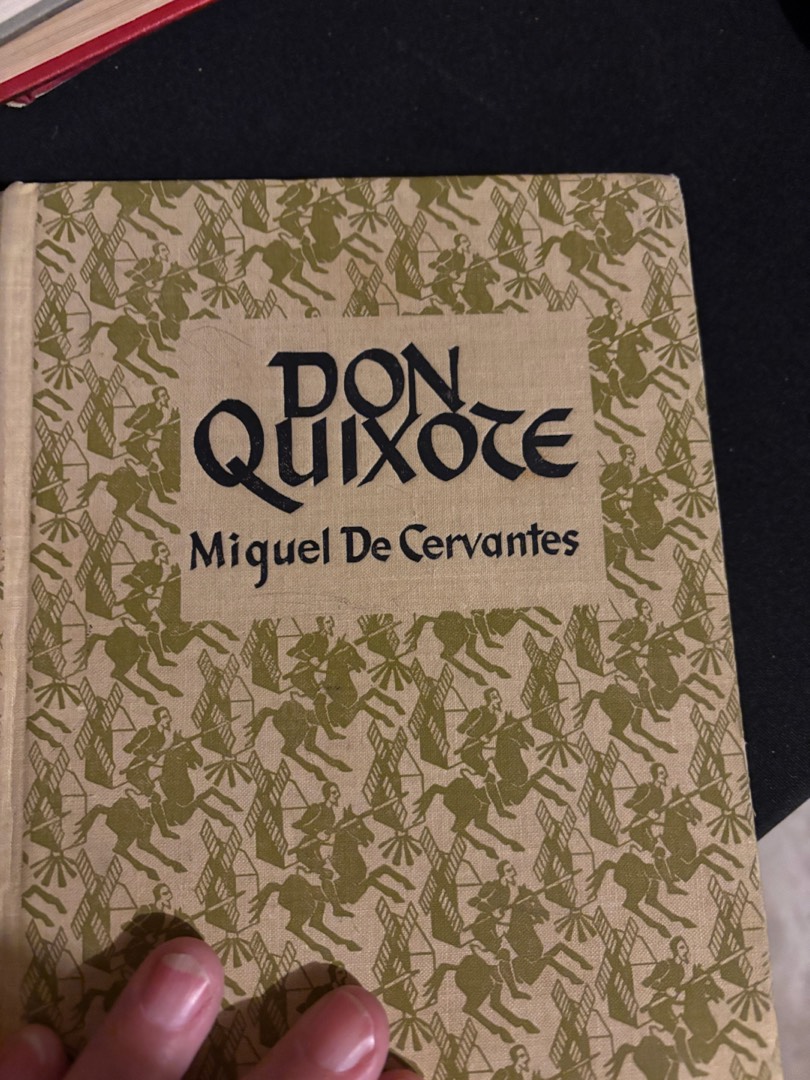 DON
QUIXOTE
Miguel De Cervantes